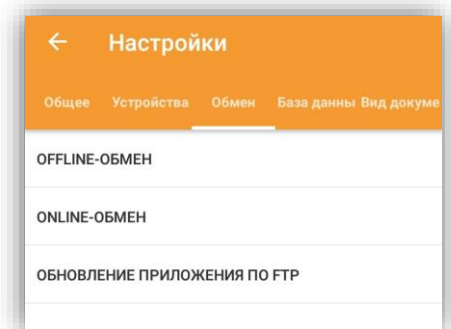 Настройки
Общее Устройства Обмен База данны Вид докуме
OFFLINE-ОБМЕН
ONLINE-ОБМЕН
ОБНОВЛЕНИЕ ПРИЛОЖЕНИЯ ПО FTP